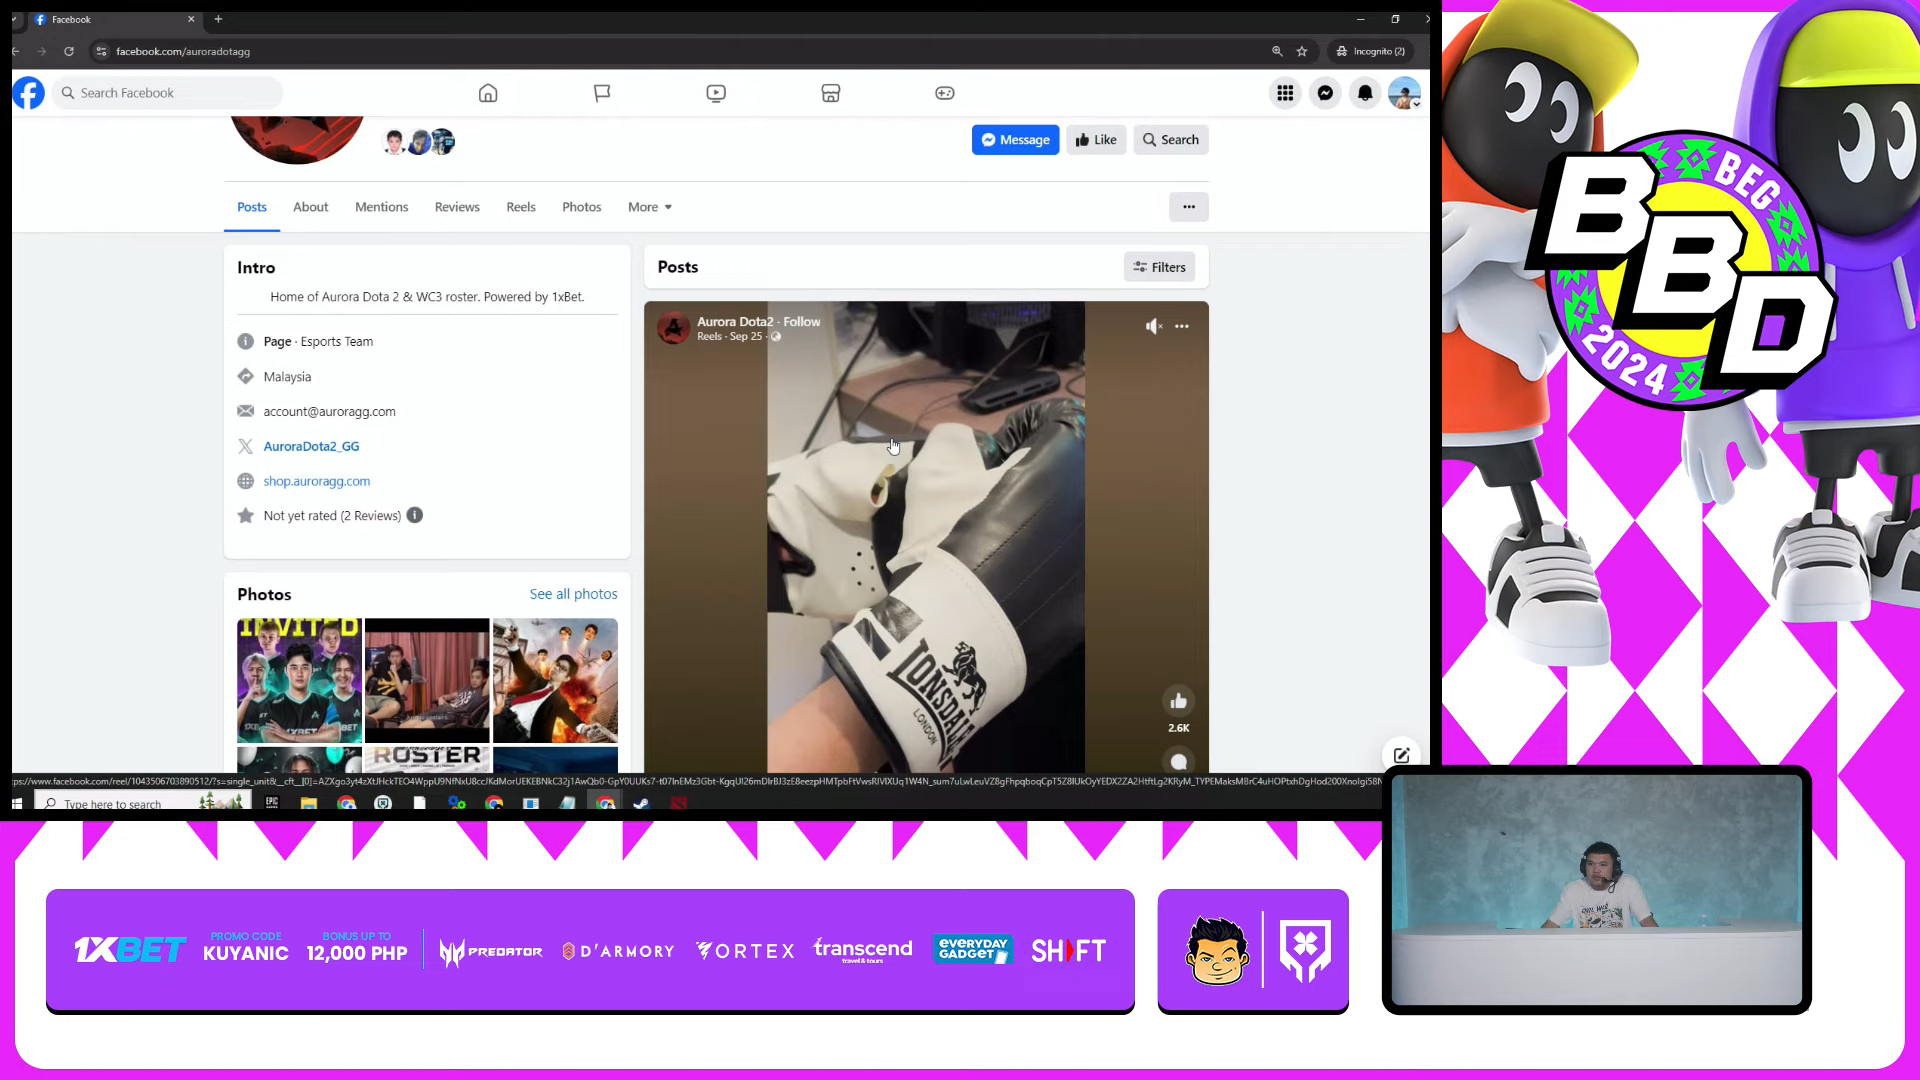 Facebook
facebook.com/auroradotagg
Incognito (2)
Search Facebook
Message
Like
Search
Posts
About
Mentions
Reviews
Reels
Photos
More
Intro
Home of Aurora Dota 2 & WC3 roster. Powered by 1xBet.
Page · Esports Team
Malaysia
account@auroragg.com
AuroraDota2_GG
shop.auroragg.com
Not yet rated (2 Reviews)
Photos
See all photos
INVITED
ROSTER
Posts
Filters
Aurora Dota2 · Follow
Reels · Sep 25 ·
LONSDALE
LONDON
2.6K
Type here to search
EPIC
BEG
BBD
2024
1XBET
PROMO CODE
KUYANIC
BONUS UP TO
12,000 PHP
PREDATOR
D'ARMORY
VORTEX
transcend
travel & tours
EVERYDAY
GADGET
SHIFT